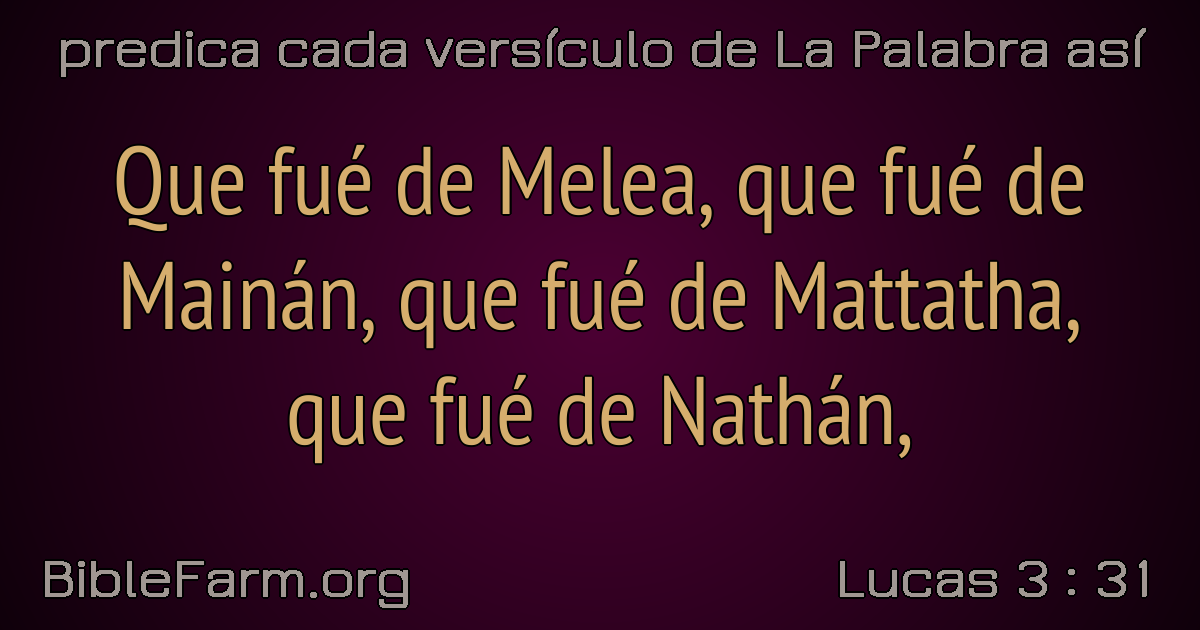 predica cada versículo de La Palabra así
Que fué de Melea, que fué de
Mainán, que fué de Mattatha,
que fué de Nathán,
BibleFarm.org
Lucas 3 : 31